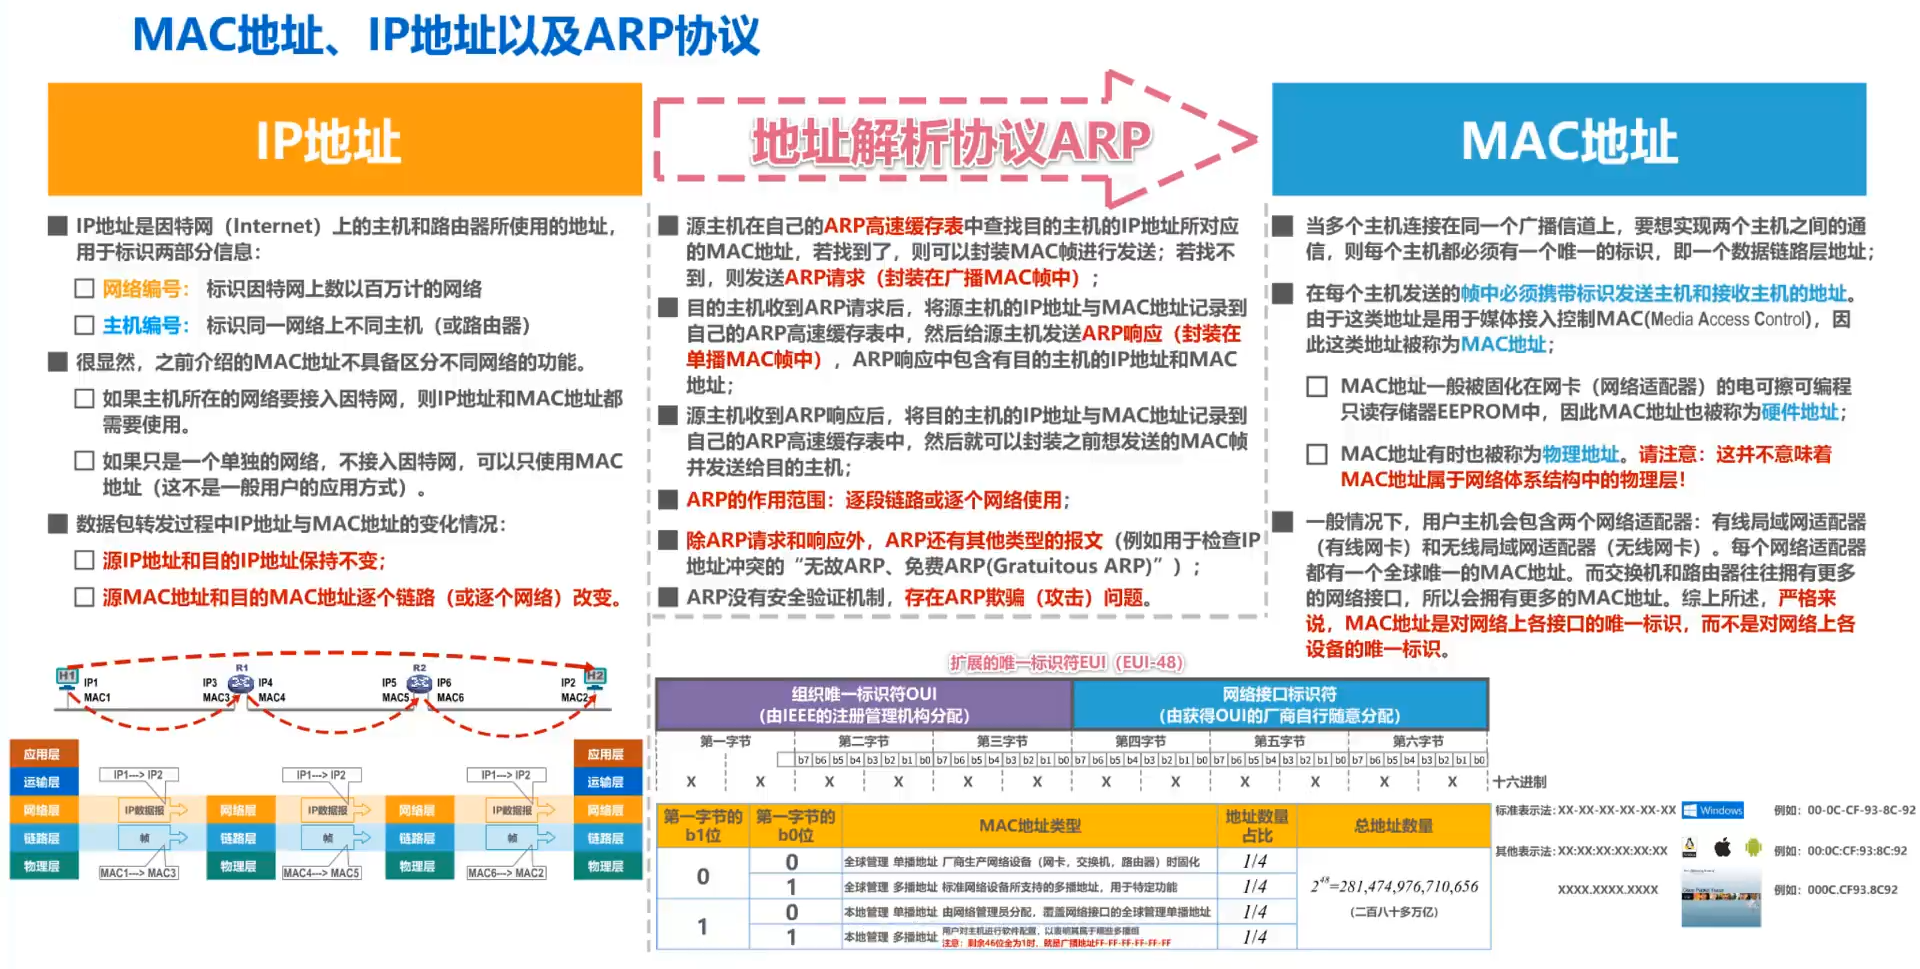 MAC地址、IP地址以及ARP协议
IP地址
IP地址是因特网（Internet）上的主机和路由器所使用的地址，
用于标识两部分信息：
网络编号： 标识因特网上数以百万计的网络
主机编号： 标识同一网络上不同主机（或路由器）
很显然，之前介绍的MAC地址不具备区分不同网络的功能。
如果主机所在的网络要接入因特网，则IP地址和MAC地址都
需要使用。
如果只是一个单独的网络，不接入因特网，可以只使用MAC
地址（这不是一般用户的应用方式）。
数据包转发过程中IP地址与MAC地址的变化情况：
源IP地址和目的IP地址保持不变；
源MAC地址和目的MAC地址逐个链路（或逐个网络）改变。
H1 IP1 MAC1
R1 IP3 MAC3 IP4 MAC4
R2 IP5 MAC5 IP6 MAC6
IP2 MAC2 H2
应用层 应用层
运输层 IP1---> IP2 IP1---> IP2 IP1---> IP2 运输层
网络层 IP数据报 网络层 IP数据报 网络层 IP数据报 网络层
链路层 帧 链路层 帧 链路层 帧 链路层
物理层 MAC1---> MAC3 物理层 MAC4---> MAC5 物理层 MAC6---> MAC2 物理层
地址解析协议ARP
源主机在自己的ARP高速缓存表中查找目的主机的IP地址所对应
的MAC地址，若找到了，则可以封装MAC帧进行发送；若找不
到，则发送ARP请求（封装在广播MAC帧中）；
目的主机收到ARP请求后，将源主机的IP地址与MAC地址记录到
自己的ARP高速缓存表中，然后给源主机发送ARP响应（封装在
单播MAC帧中），ARP响应中包含有目的主机的IP地址和MAC
地址；
源主机收到ARP响应后，将目的主机的IP地址与MAC地址记录到
自己的ARP高速缓存表中，然后就可以封装之前想发送的MAC帧
并发送给目的主机；
ARP的作用范围：逐段链路或逐个网络使用；
除ARP请求和响应外，ARP还有其他类型的报文（例如用于检查IP
地址冲突的“无故ARP、免费ARP(Gratuitous ARP)”）；
ARP没有安全验证机制，存在ARP欺骗（攻击）问题。
MAC地址
当多个主机连接在同一个广播信道上，要想实现两个主机之间的通
信，则每个主机都必须有一个唯一的标识，即一个数据链路层地址；
在每个主机发送的帧中必须携带标识发送主机和接收主机的地址。
由于这类地址是用于媒体接入控制MAC(Media Access Control)，因
此这类地址被称为MAC地址；
MAC地址一般被固化在网卡（网络适配器）的电可擦可编程
只读存储器EEPROM中，因此MAC地址也被称为硬件地址；
MAC地址有时也被称为物理地址。请注意：这并不意味着
MAC地址属于网络体系结构中的物理层！
一般情况下，用户主机会包含两个网络适配器：有线局域网适配器
（有线网卡）和无线局域网适配器（无线网卡）。每个网络适配器
都有一个全球唯一的MAC地址。而交换机和路由器往往拥有更多
的网络接口，所以会拥有更多的MAC地址。综上所述，严格来
说，MAC地址是对网络上各接口的唯一标识，而不是对网络上各
设备的唯一标识。
扩展的唯一标识符EUI（EUI-48）
组织唯一标识符OUI
（由IEEE的注册管理机构分配）
网络接口标识符
（由获得OUI的厂商自行随意分配）
第一字节 第二字节 第三字节 第四字节 第五字节 第六字节
b7 b6 b5 b4 b3 b2 b1 b0 b7 b6 b5 b4 b3 b2 b1 b0 b7 b6 b5 b4 b3 b2 b1 b0 b7 b6 b5 b4 b3 b2 b1 b0 b7 b6 b5 b4 b3 b2 b1 b0
X X X X X X X X X X X X 十六进制
第一字节的b1位 第一字节的b0位 MAC地址类型 地址数量占比 总地址数量
0 0 全球管理 单播地址 厂商生产网络设备（网卡，交换机，路由器）时固化 1/4
1 全球管理 多播地址 标准网络设备所支持的多播地址，用于特定功能 1/4
1 0 本地管理 单播地址 由网络管理员分配，覆盖网络接口的全球管理单播地址 1/4
1 本地管理 多播地址 用户对主机进行软件配置，以表明其属于哪些多播组 1/4
注意：剩余46位全为1时，就是广播地址FF-FF-FF-FF-FF-FF
2^48=281,474,976,710,656
（二百八十多万亿）
标准表示法：XX-XX-XX-XX-XX-XX Windows 例如：00-0C-CF-93-8C-92
其他表示法：XX:XX:XX:XX:XX:XX 例如：00:0C:CF:93:8C:92
XXXX.XXXX.XXXX 例如：000C.CF93.8C92